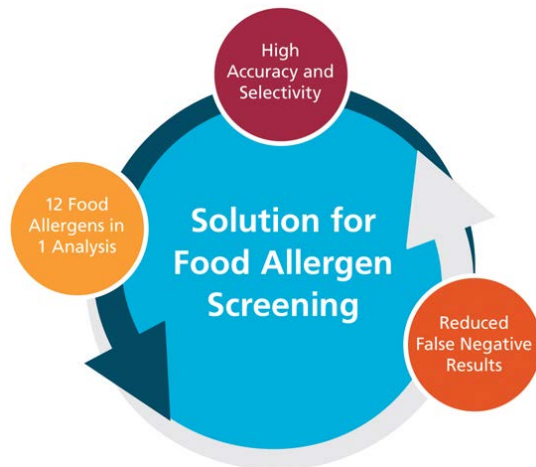 High
Accuracy and
Selectivity
12 Food
Allergens in
1 Analysis
Solution for
Food Allergen
Screening
Reduced
False Negative
Results